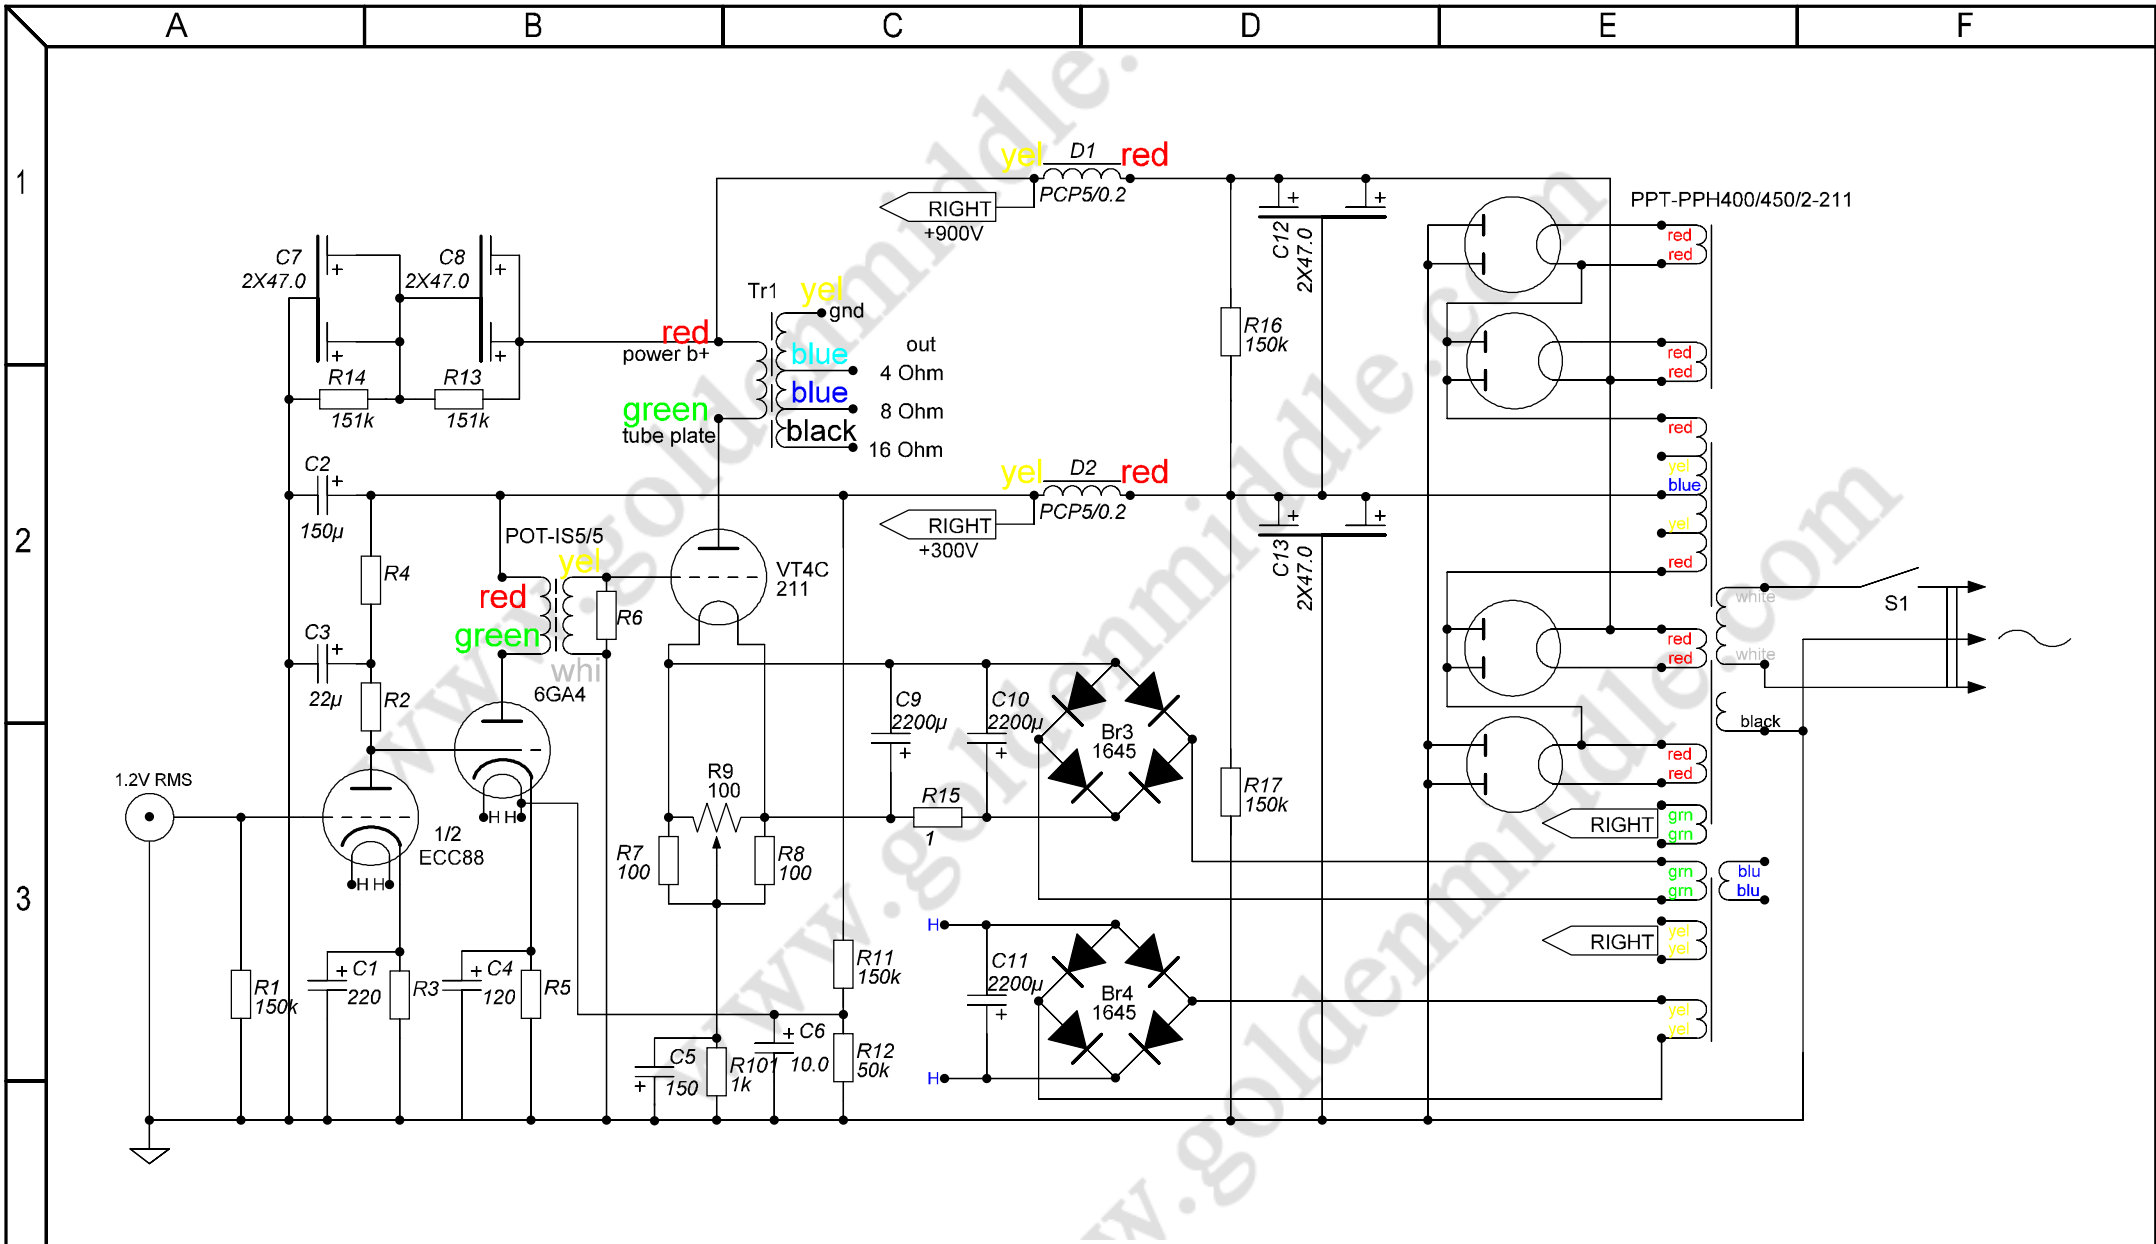 A B C D E F
1
2
3
www.goldenmiddle.com
www.goldenmiddle.com
www.goldenmiddle.com
yel D1 red
PCP5/0.2
RIGHT
+900V
PPT-PPH400/450/2-211
C7
2X47.0
+
+
C8
2X47.0
+
+
R14
151k
R13
151k
red
power b+
green
tube plate
Tr1
yel
gnd
blue
blue
black
out
4 Ohm
8 Ohm
16 Ohm
C12
2X47.0
+
+
R16
150k
red
red
red
red
red
yel
blue
yel
red
C2
+
150µ
R4
C3
+
22µ
R2
POT-IS5/5
yel
red
green
whi
R6
6GA4
VT4C
211
yel D2 red
PCP5/0.2
RIGHT
+300V
C13
2X47.0
+
+
white
white
black
S1
red
red
red
red
1.2V RMS
1/2
ECC88
H H
H H
C9
2200µ
+
C10
2200µ
+
R9
100
R7
100
R8
100
R15
1
Br3
1645
R17
150k
RIGHT
grn
grn
grn
grn
blu
blu
RIGHT
yel
yel
yel
yel
R1
150k
+ C1
220
R3
+ C4
120
R5
C5
+ 150
R101
1k
+ C6
10.0
R11
150k
R12
50k
H
H
C11
2200µ
+
Br4
1645